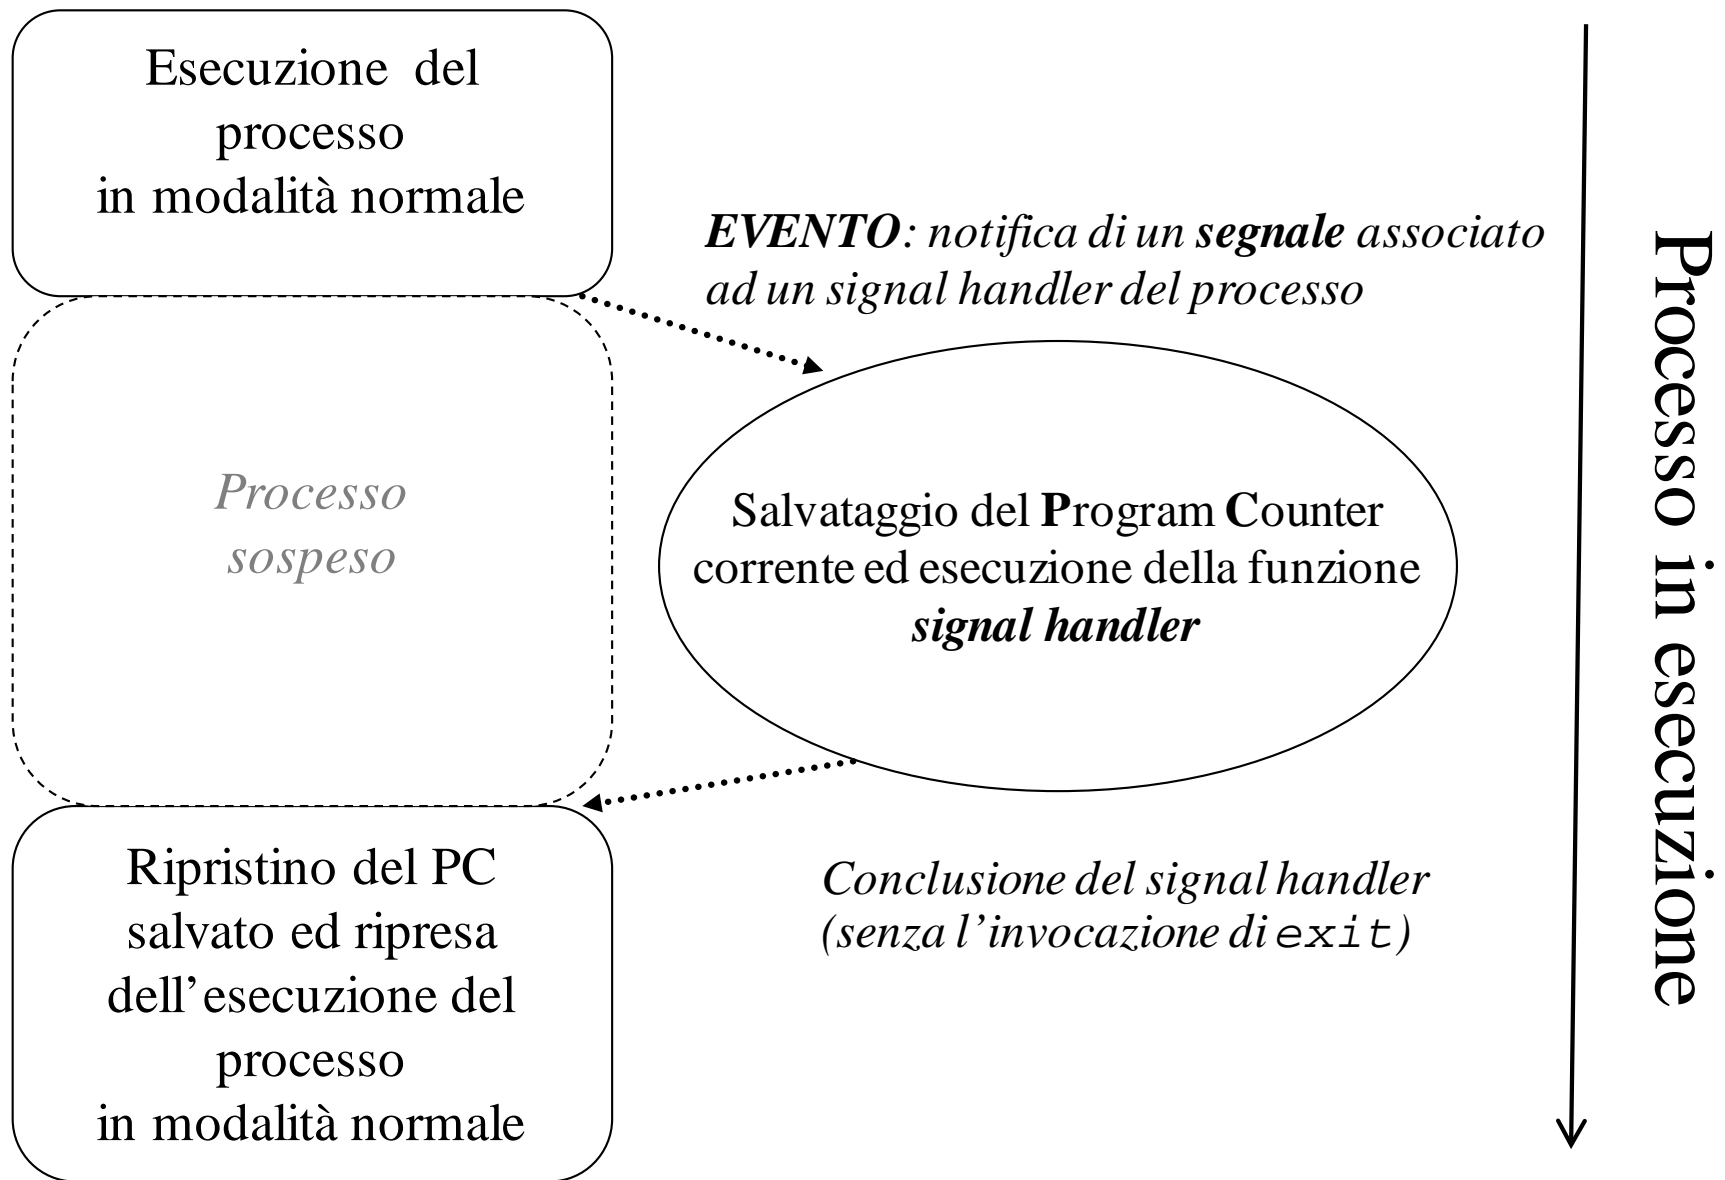 Esecuzione del
processo
in modalità normale
EVENTO: notifica di un segnale associato
ad un signal handler del processo
Processo
sospeso
Salvataggio del Program Counter
corrente ed esecuzione della funzione
signal handler
Ripristino del PC
salvato ed ripresa
dell’esecuzione del
processo
in modalità normale
Conclusione del signal handler
(senza l’invocazione di exit)
Processo in esecuzione